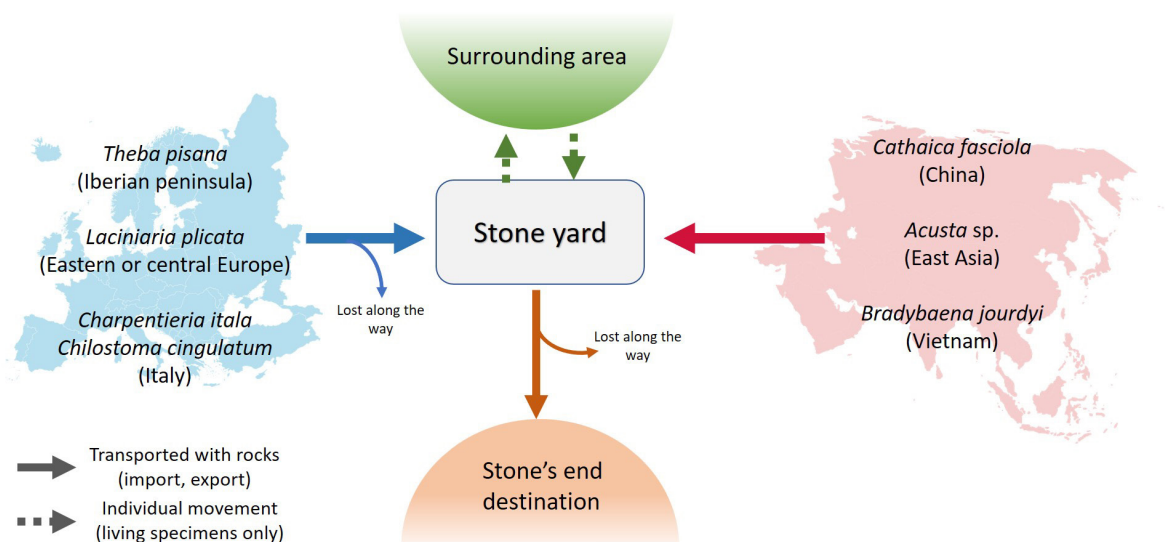 Surrounding area
Theba pisana
(Iberian peninsula)
Laciniaria plicata
(Eastern or central Europe)
Charpentieria itala
Chilostoma cingulatum
(Italy)
Lost along the
way
Stone yard
Cathaica fasciola
(China)
Acusta sp.
(East Asia)
Bradybaena jourdyi
(Vietnam)
Lost along the
way
Stone’s end
destination
Transported with rocks
(import, export)
Individual movement
(living specimens only)